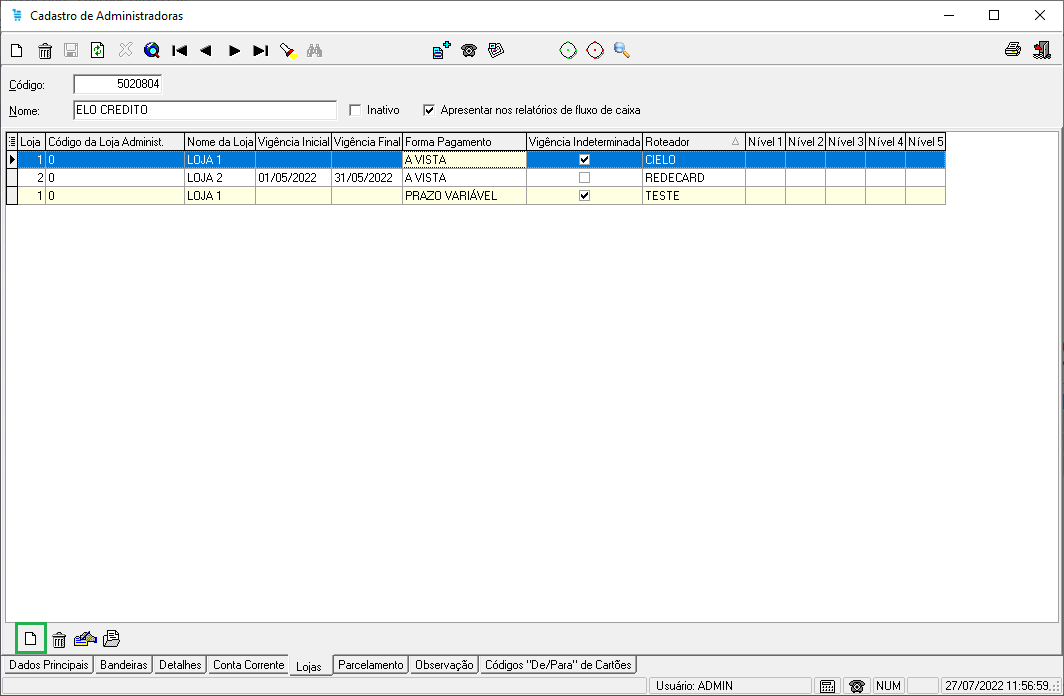 Cadastro de Administradoras
Código: 5020804
Nome: ELO CREDITO Inativo Apresentar nos relatórios de fluxo de caixa
Loja Código da Loja Administ. Nome da Loja Vigência Inicial Vigência Final Forma Pagamento Vigência Indeterminada Roteador Nível 1 Nível 2 Nível 3 Nível 4 Nível 5
1 0 LOJA 1 A VISTA CIELO
2 0 LOJA 2 01/05/2022 31/05/2022 A VISTA REDECARD
1 0 LOJA 1 PRAZO VARIÁVEL TESTE
Dados Principais Bandeiras Detalhes Conta Corrente Lojas Parcelamento Observação Códigos "De/Para" de Cartões
Usuário: ADMIN NUM 27/07/2022 11:56:59